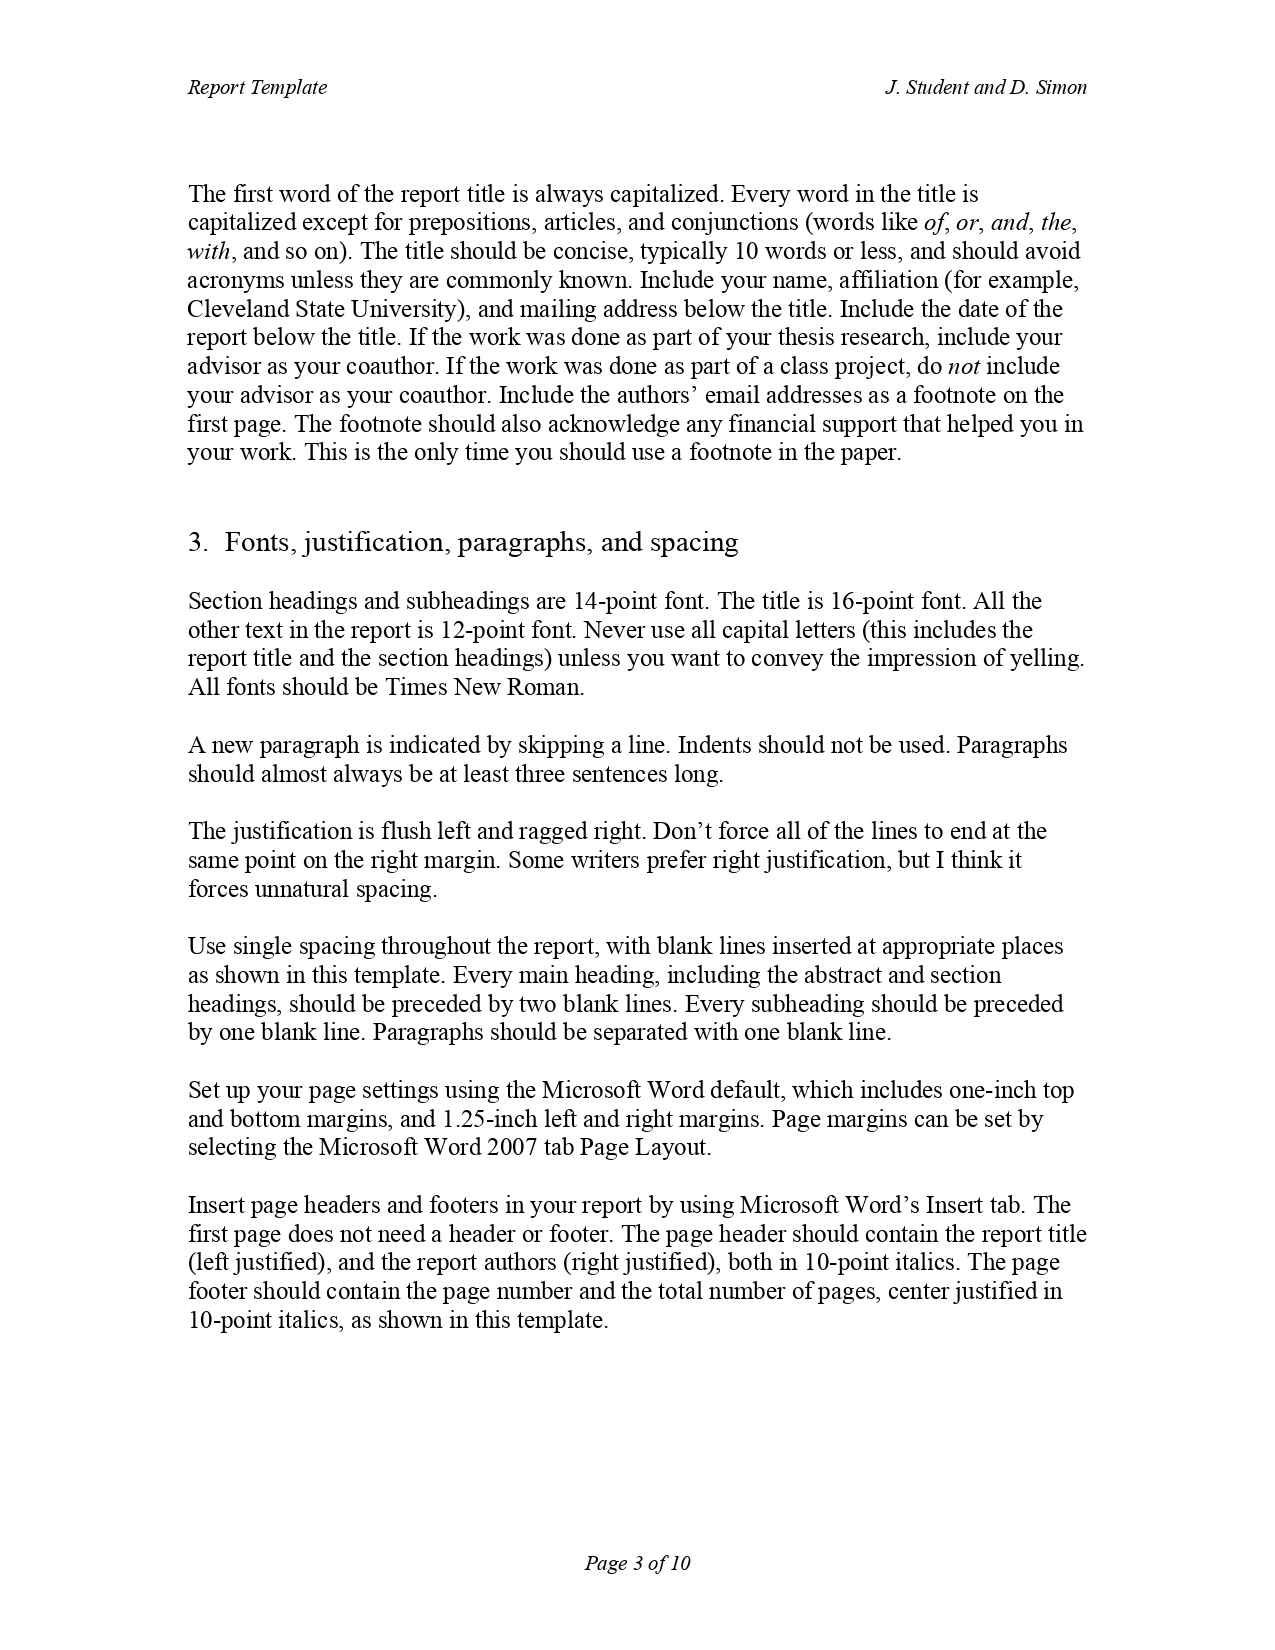 Report Template J. Student and D. Simon
The first word of the report title is always capitalized. Every word in the title is
capitalized except for prepositions, articles, and conjunctions (words like of, or, and, the,
with, and so on). The title should be concise, typically 10 words or less, and should avoid
acronyms unless they are commonly known. Include your name, affiliation (for example,
Cleveland State University), and mailing address below the title. Include the date of the
report below the title. If the work was done as part of your thesis research, include your
advisor as your coauthor. If the work was done as part of a class project, do not include
your advisor as your coauthor. Include the authors’ email addresses as a footnote on the
first page. The footnote should also acknowledge any financial support that helped you in
your work. This is the only time you should use a footnote in the paper.
3. Fonts, justification, paragraphs, and spacing
Section headings and subheadings are 14-point font. The title is 16-point font. All the
other text in the report is 12-point font. Never use all capital letters (this includes the
report title and the section headings) unless you want to convey the impression of yelling.
All fonts should be Times New Roman.
A new paragraph is indicated by skipping a line. Indents should not be used. Paragraphs
should almost always be at least three sentences long.
The justification is flush left and ragged right. Don’t force all of the lines to end at the
same point on the right margin. Some writers prefer right justification, but I think it
forces unnatural spacing.
Use single spacing throughout the report, with blank lines inserted at appropriate places
as shown in this template. Every main heading, including the abstract and section
headings, should be preceded by two blank lines. Every subheading should be preceded
by one blank line. Paragraphs should be separated with one blank line.
Set up your page settings using the Microsoft Word default, which includes one-inch top
and bottom margins, and 1.25-inch left and right margins. Page margins can be set by
selecting the Microsoft Word 2007 tab Page Layout.
Insert page headers and footers in your report by using Microsoft Word’s Insert tab. The
first page does not need a header or footer. The page header should contain the report title
(left justified), and the report authors (right justified), both in 10-point italics. The page
footer should contain the page number and the total number of pages, center justified in
10-point italics, as shown in this template.
Page 3 of 10